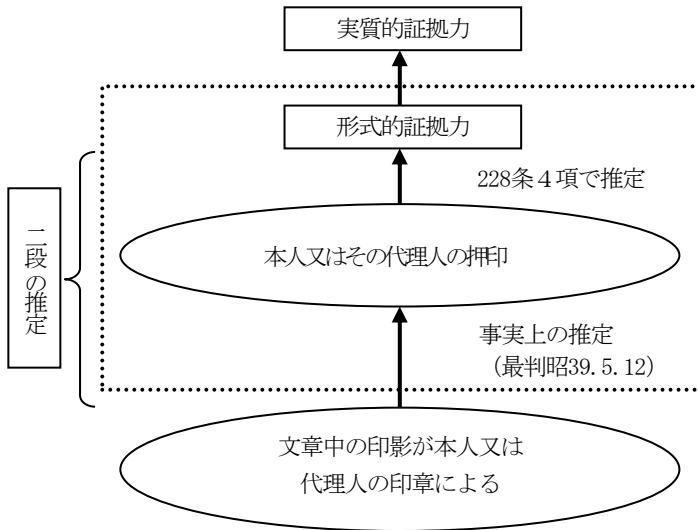 実質的証拠力
形式的証拠力
228条４項で推定
二段の推定
本人又はその代理人の押印
事実上の推定
（最判昭39.5.12）
文章中の印影が本人又は
代理人の印章による